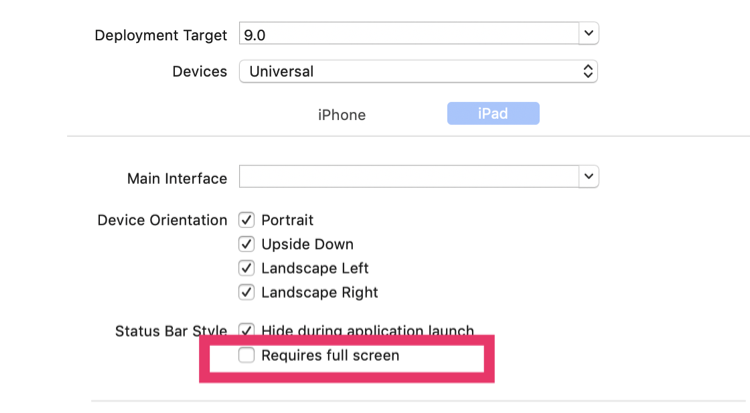 Deployment Target 9.0
Devices Universal
iPhone iPad
Main Interface
Device Orientation Portrait
Upside Down
Landscape Left
Landscape Right
Status Bar Style Hide during application launch
Requires full screen